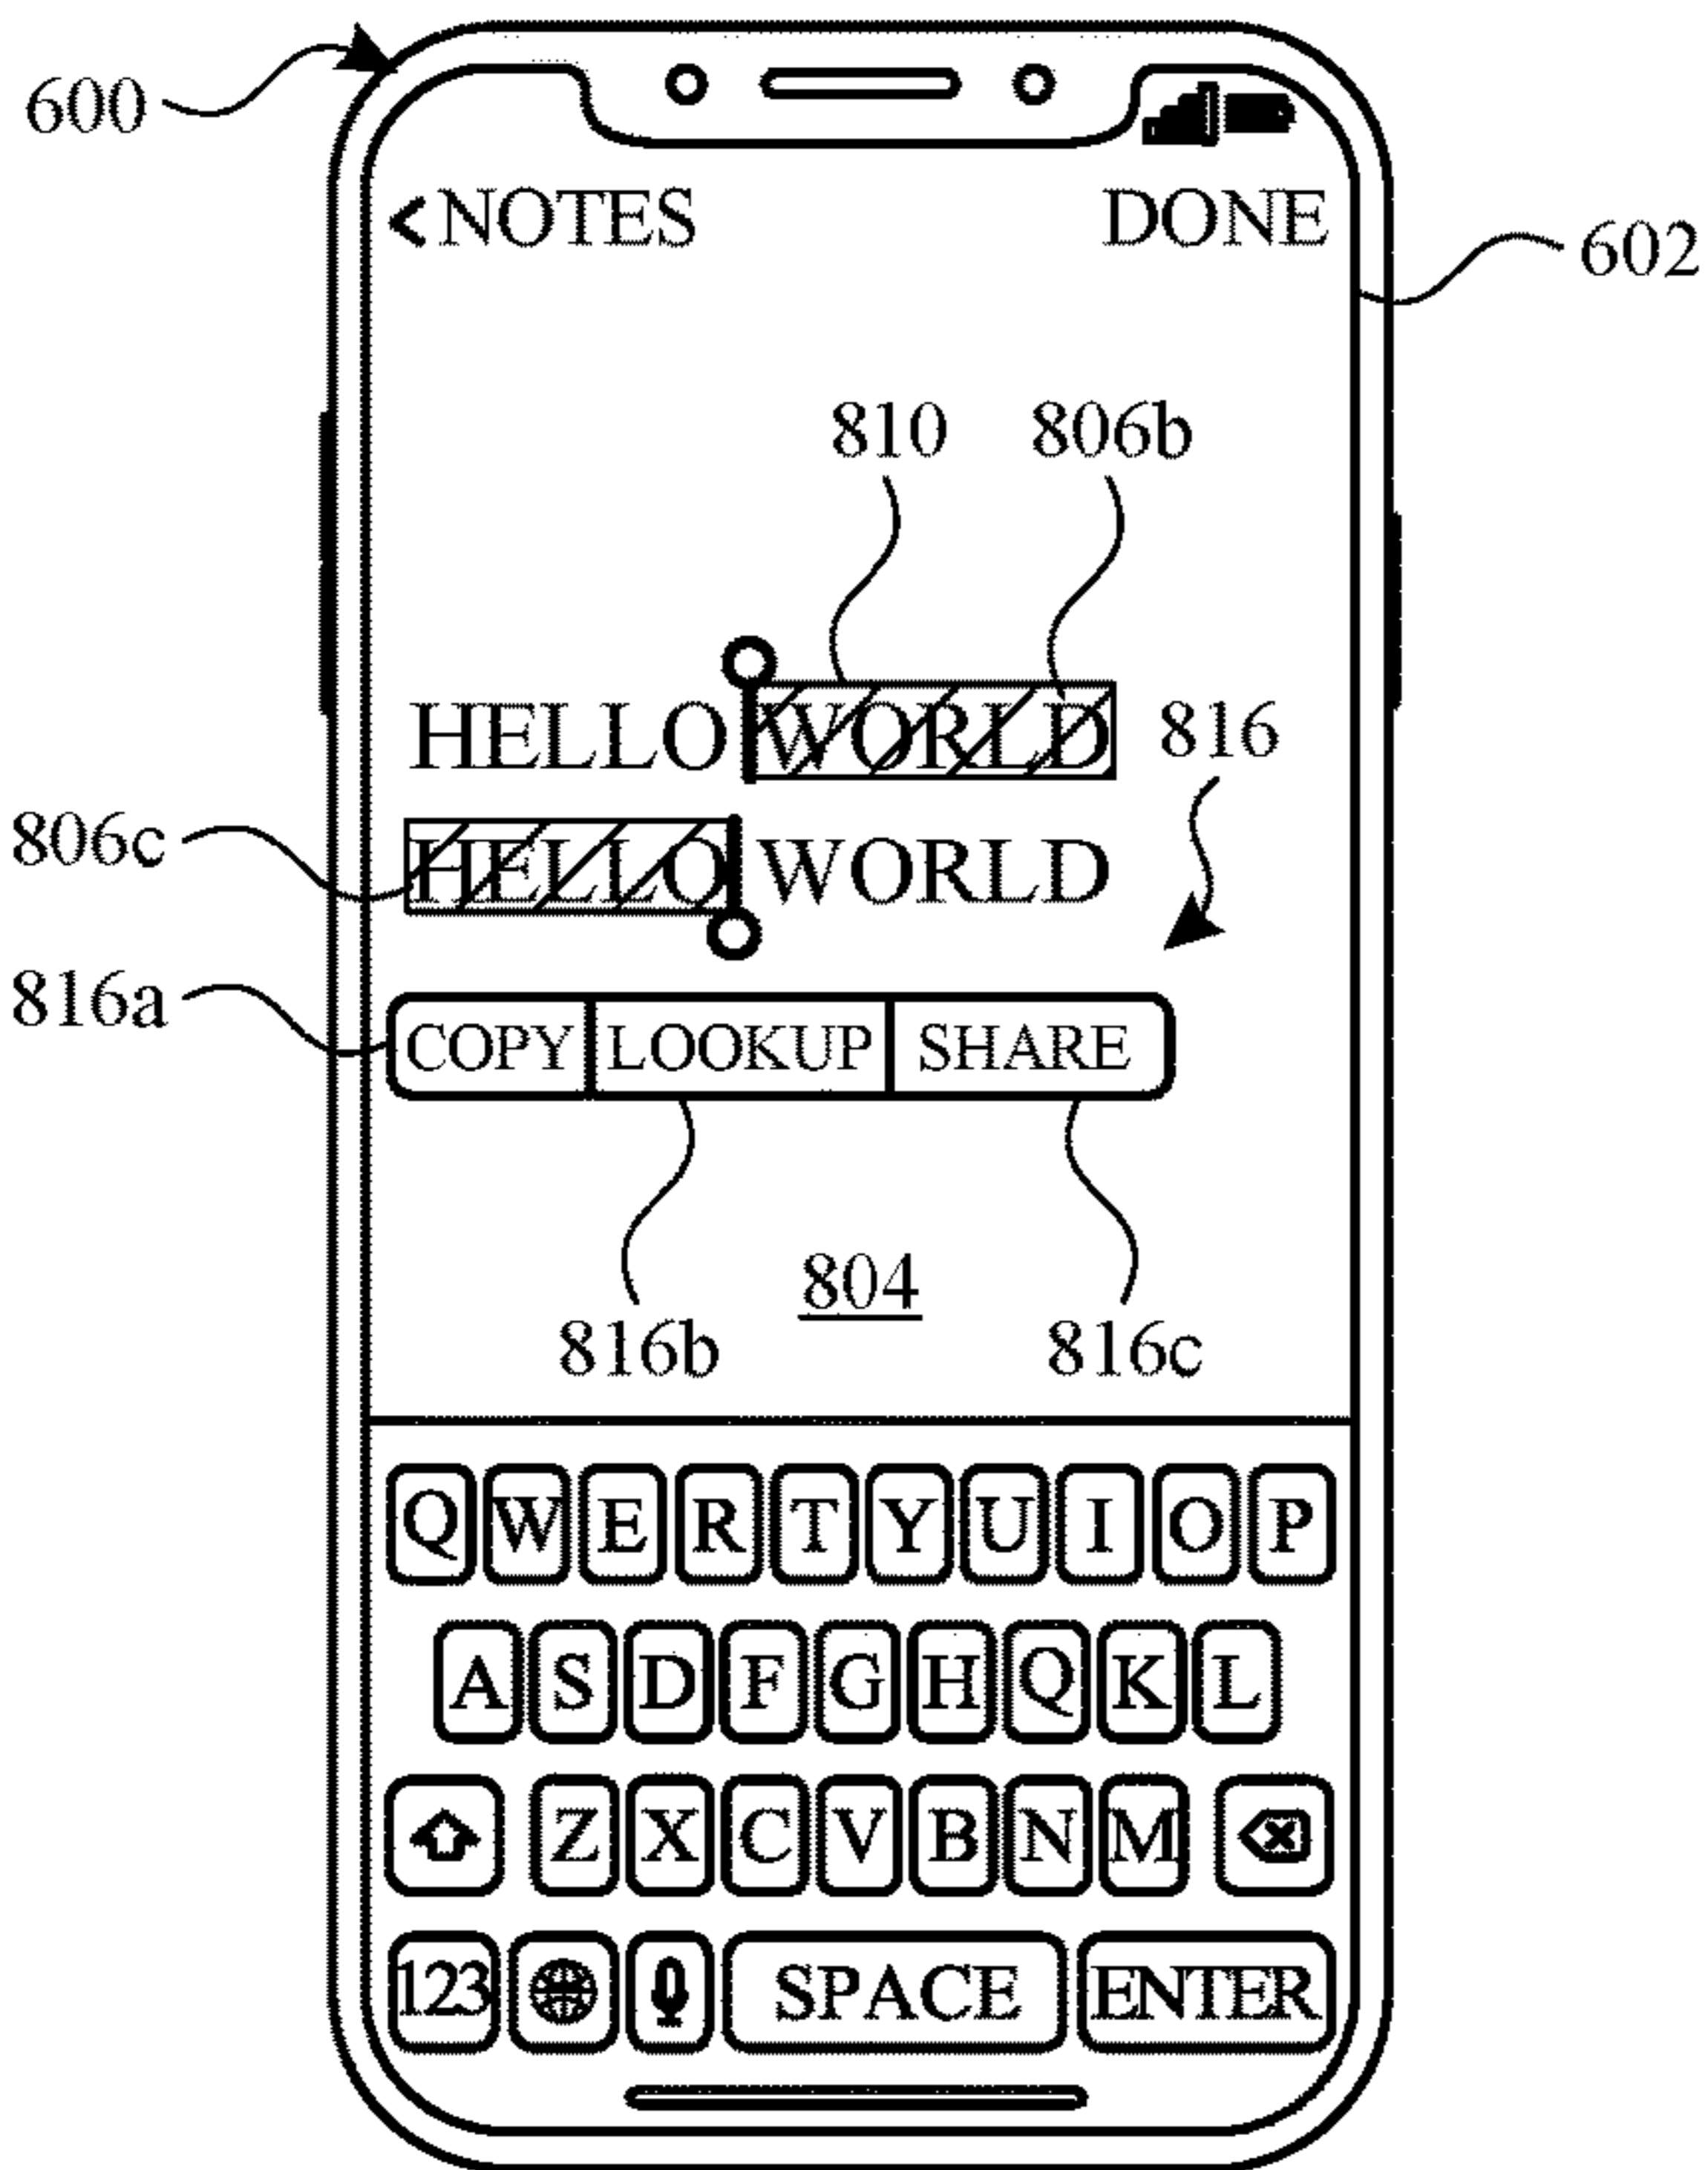 600
< NOTES DONE
602
810 806b
HELLO WORLD 816
806c HELLO WORLD
816a COPY LOOKUP SHARE
804
816b 816c
Q W E R T Y U I O P
A S D F G H Q K L
Z X C V B N M
123 SPACE ENTER